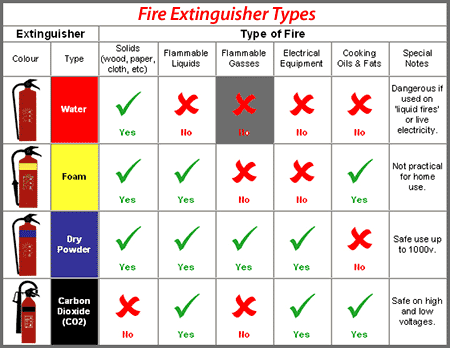 Fire Extinguisher Types
Extinguisher
Type of Fire
Colour
Type
Solids
(wood, paper,
cloth, etc)
Flammable
Liquids
Flammable
Gasses
Electrical
Equipment
Cooking
Oils & Fats
Special
Notes
Water
Yes
No
No
No
No
Dangerous if
used on
'liquid fires'
or live
electricity.
Foam
Yes
Yes
No
No
Yes
Not practical
for home
use.
Dry
Powder
Yes
Yes
Yes
Yes
No
Safe use up
to 1000v.
Carbon
Dioxide
(CO2)
No
Yes
No
Yes
Yes
Safe on high
and low
voltages.